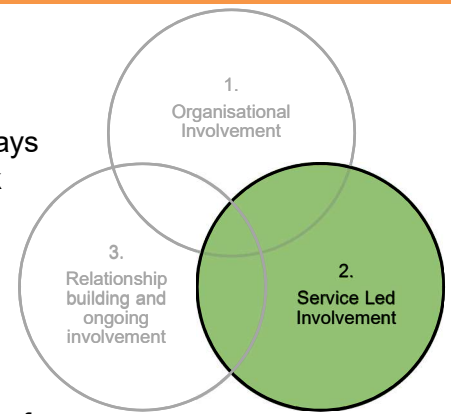 1.
Organisational
Involvement
3.
Relationship
building and
ongoing
involvement
2.
Service Led
Involvement